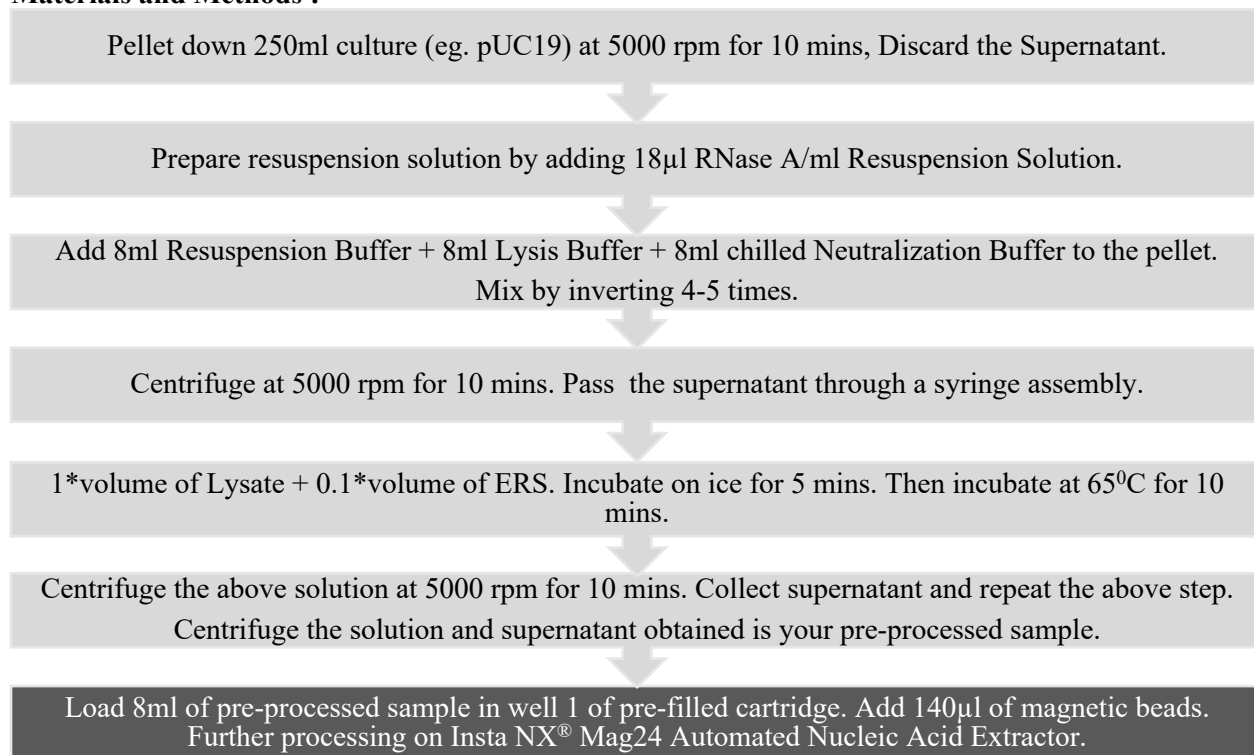 Materials and Methods :
Pellet down 250ml culture (eg. pUC19) at 5000 rpm for 10 mins, Discard the Supernatant.
Prepare resuspension solution by adding 18µl RNase A/ml Resuspension Solution.
Add 8ml Resuspension Buffer + 8ml Lysis Buffer + 8ml chilled Neutralization Buffer to the pellet.
Mix by inverting 4-5 times.
Centrifuge at 5000 rpm for 10 mins. Pass the supernatant through a syringe assembly.
1*volume of Lysate + 0.1*volume of ERS. Incubate on ice for 5 mins. Then incubate at 65⁰C for 10
mins.
Centrifuge the above solution at 5000 rpm for 10 mins. Collect supernatant and repeat the above step.
Centrifuge the solution and supernatant obtained is your pre-processed sample.
Load 8ml of pre-processed sample in well 1 of pre-filled cartridge. Add 140µl of magnetic beads.
Further processing on Insta NX® Mag24 Automated Nucleic Acid Extractor.